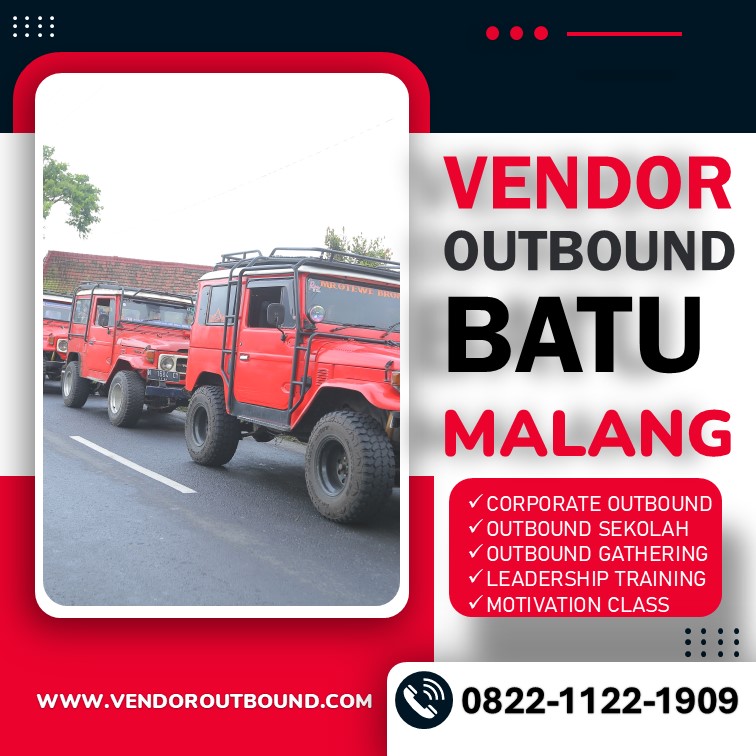 VENDOR
OUTBOUND
BATU
MALANG
✓CORPORATE OUTBOUND
✓OUTBOUND SEKOLAH
✓OUTBOUND GATHERING
✓LEADERSHIP TRAINING
✓MOTIVATION CLASS
WWW.VENDOROUTBOUND.COM
0822-1122-1909